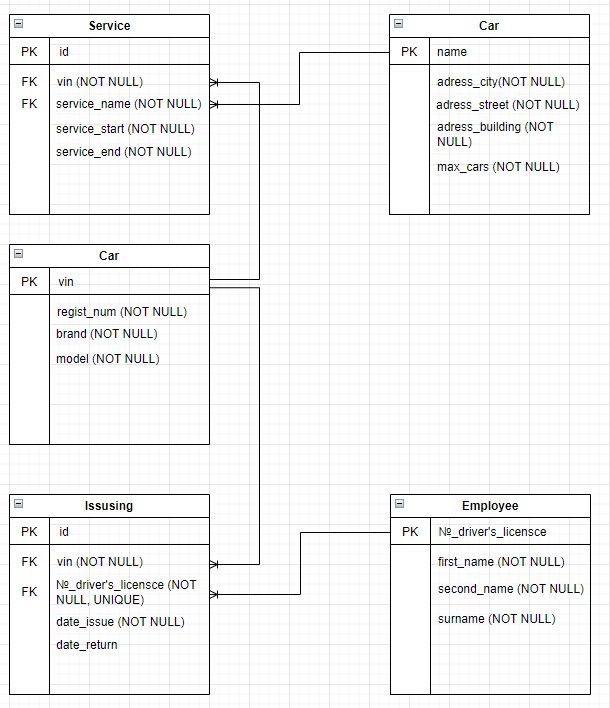 Service
PK id
FK vin (NOT NULL)
FK service_name (NOT NULL)
service_start (NOT NULL)
service_end (NOT NULL)
Car
PK name
adress_city(NOT NULL)
adress_street (NOT NULL)
adress_building (NOT
NULL)
max_cars (NOT NULL)
Car
PK vin
regist_num (NOT NULL)
brand (NOT NULL)
model (NOT NULL)
Issusing
PK id
FK vin (NOT NULL)
FK №_driver's_licensce (NOT
NULL, UNIQUE)
date_issue (NOT NULL)
date_return
Employee
PK №_driver's_licensce
first_name (NOT NULL)
second_name (NOT NULL)
surname (NOT NULL)